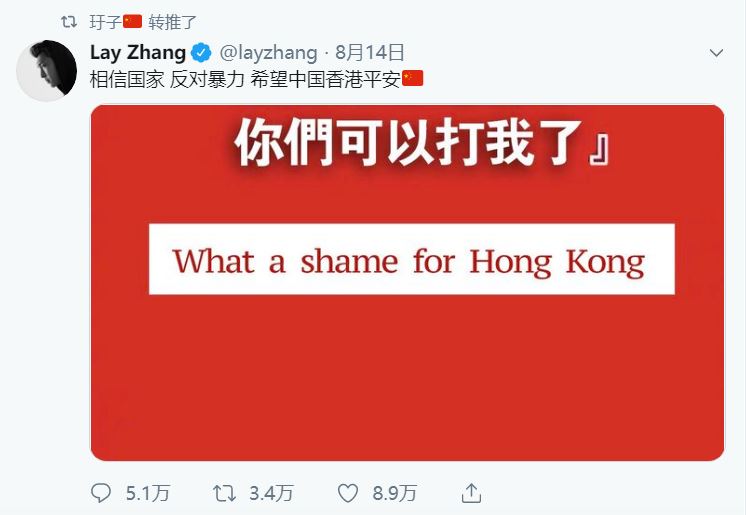 玗子🇨🇳 转推了
Lay Zhang @layzhang · 8月14日
相信国家 反对暴力 希望中国香港平安🇨🇳
你們可以打我了』
What a shame for Hong Kong
5.1万 3.4万 8.9万